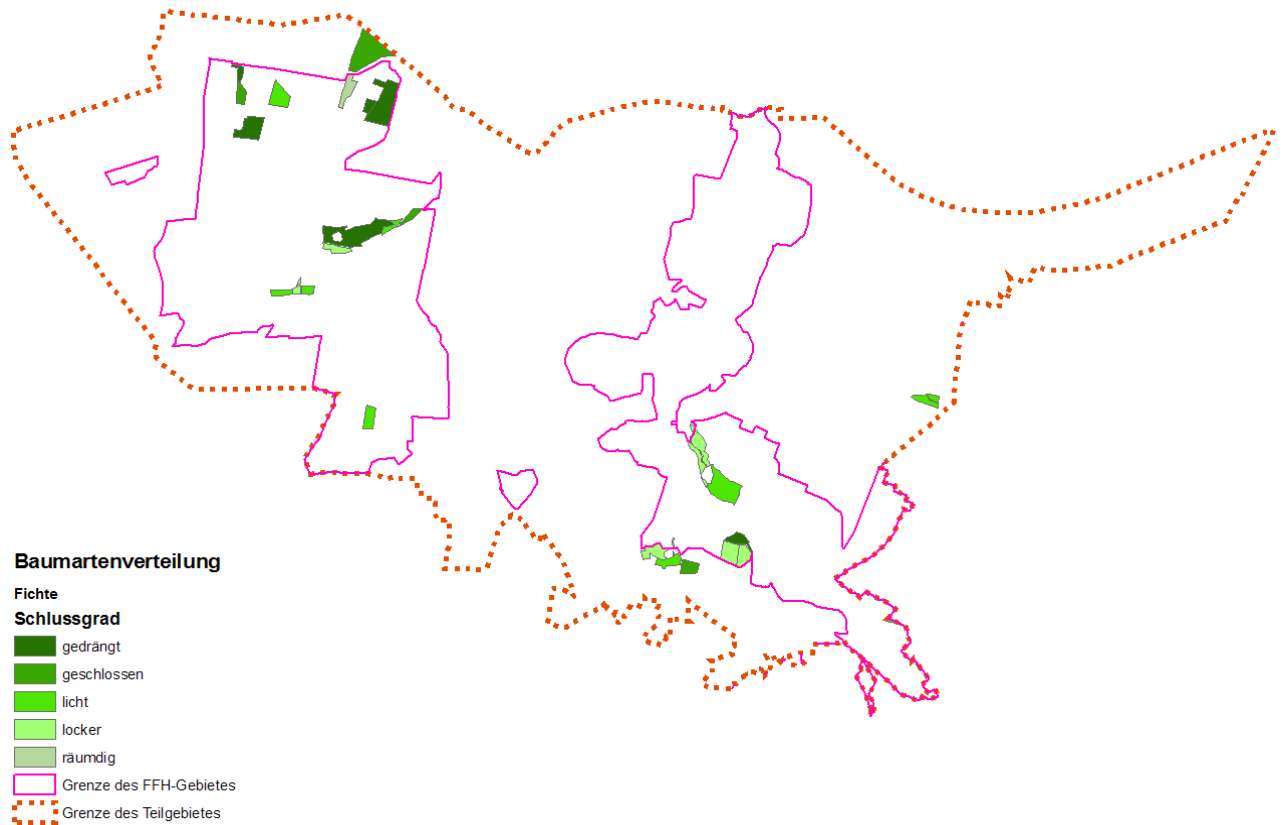 Baumartenverteilung
Fichte
Schlussgrad
gedrängt
geschlossen
licht
locker
räumdig
Grenze des FFH-Gebietes
Grenze des Teilgebietes